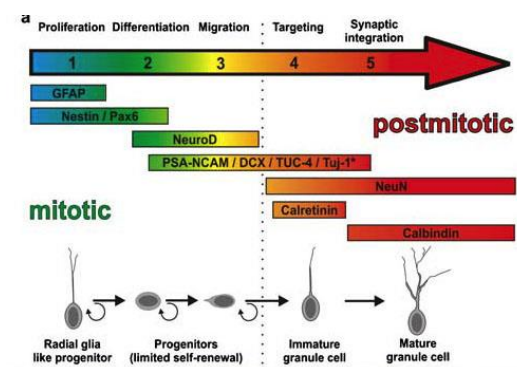 a
Proliferation Differentiation Migration Targeting Synaptic
integration
1 2 3 4 5
GFAP
Nestin / Pax6
postmitotic
NeuroD
PSA-NCAM / DCX / TUC-4 / Tuj-1*
NeuN
mitotic
Calretinin
Calbindin
Radial glia
like progenitor
Progenitors
(limited self-renewal)
Immature
granule cell
Mature
granule cell